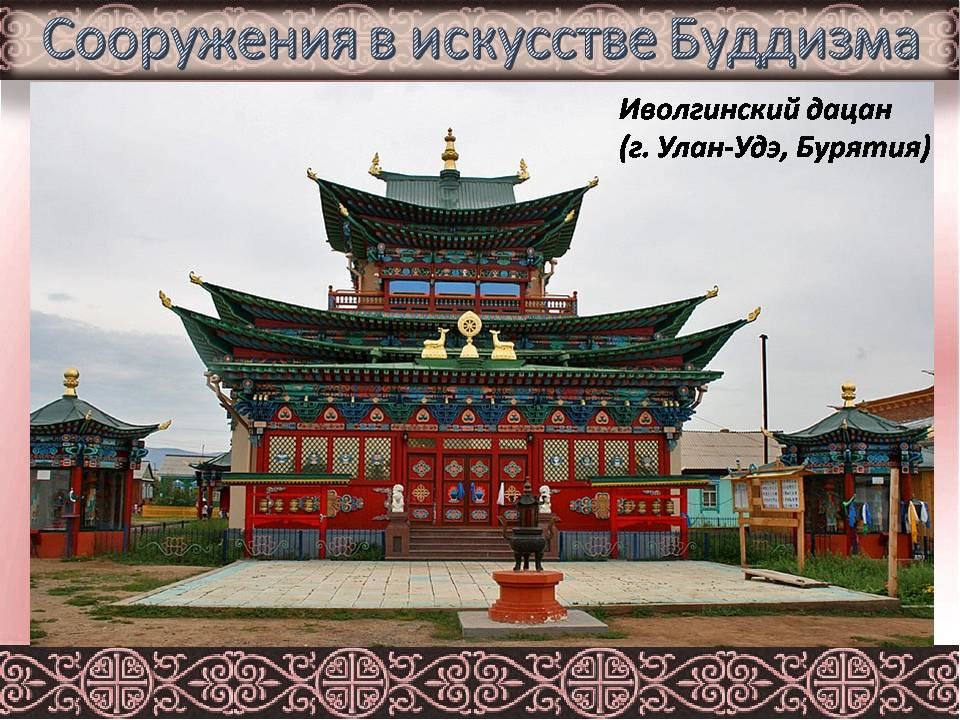 Сооружения в искусстве Буддизма
Иволгинский дацан
(г. Улан-Удэ, Бурятия)